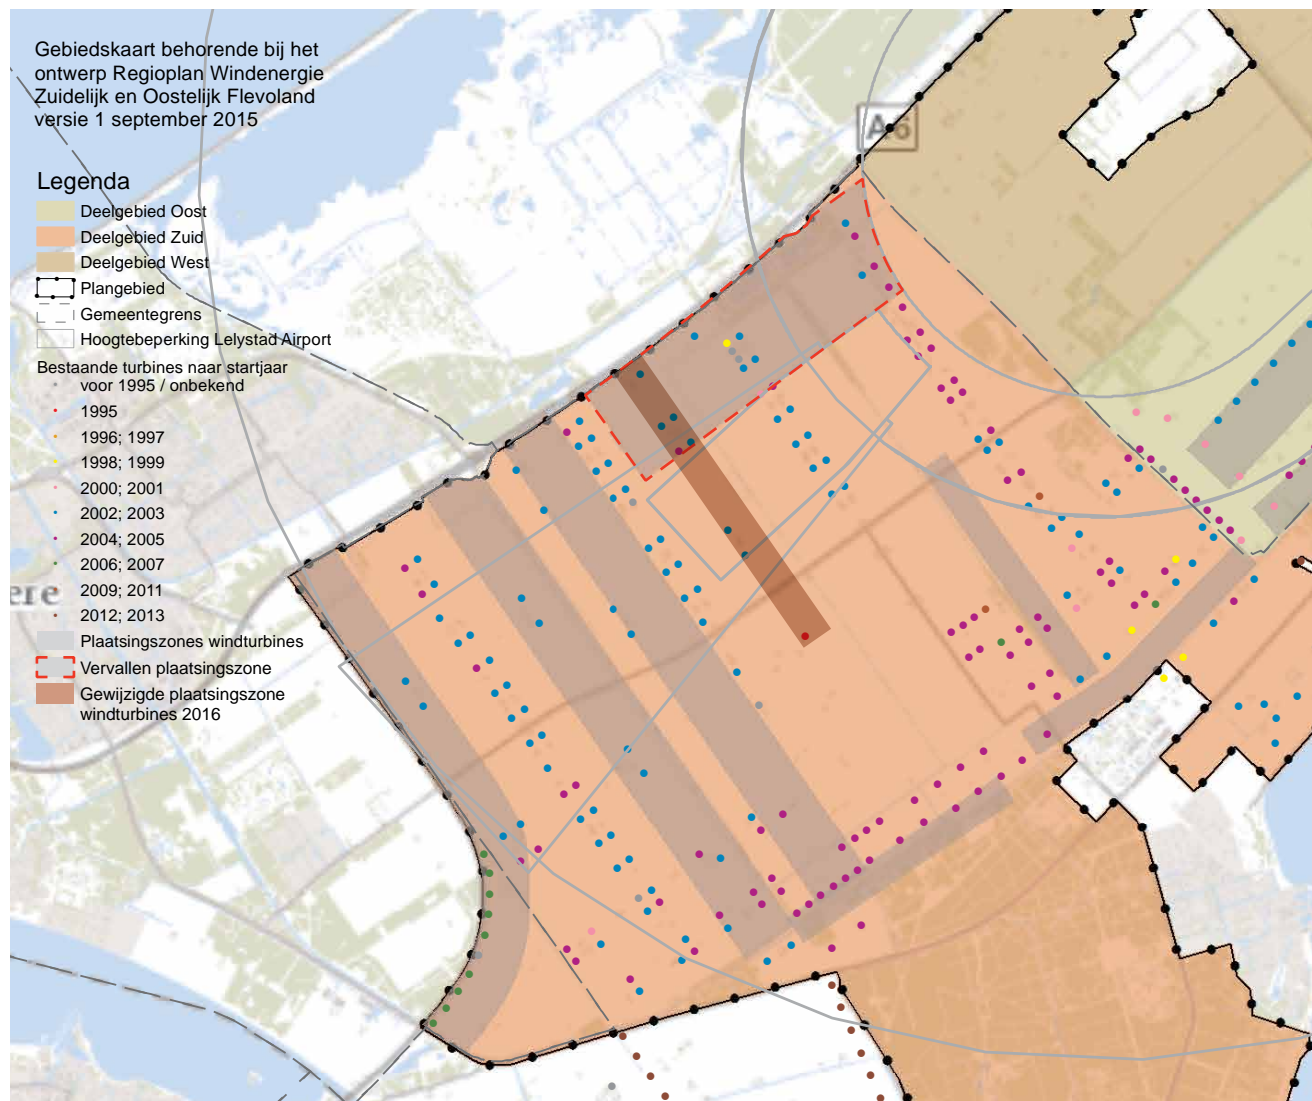 Gebiedskaart behorende bij het
ontwerp Regioplan Windenergie
Zuidelijk en Oostelijk Flevoland
versie 1 september 2015
A6
Legenda
Deelgebied Oost
Deelgebied Zuid
Deelgebied West
Plangebied
Gemeentegrens
Hoogtebeperking Lelystad Airport
Bestaande turbines naar startjaar
voor 1995 / onbekend
1995
1996; 1997
1998; 1999
2000; 2001
2002; 2003
2004; 2005
2006; 2007
2009; 2011
2012; 2013
ere
Plaatsingszones windturbines
Vervallen plaatsingszone
Gewijzigde plaatsingszone
windturbines 2016